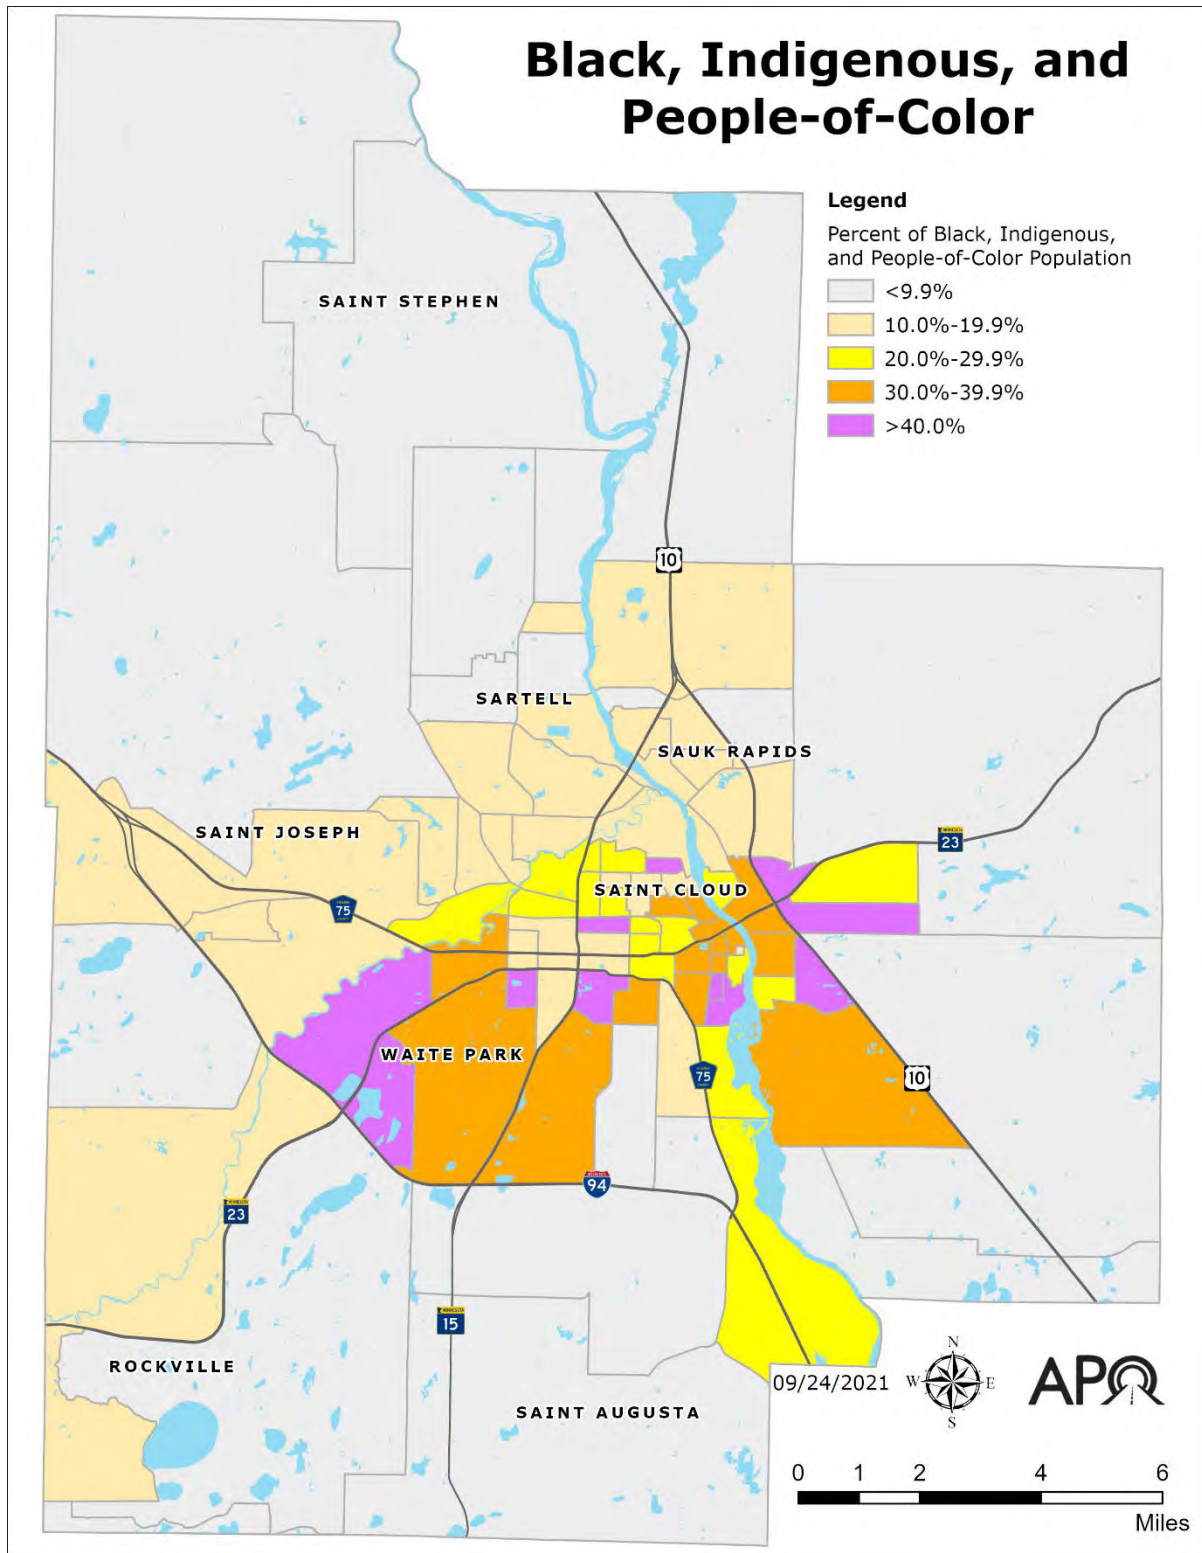 Black, Indigenous, and
People-of-Color
Legend
Percent of Black, Indigenous,
and People-of-Color Population
<9.9%
10.0%-19.9%
20.0%-29.9%
30.0%-39.9%
>40.0%
SAINT STEPHEN
10
SARTELL
SAUK RAPIDS
SAINT JOSEPH
MINNESOTA
23
SAINT CLOUD
75
WAITE PARK
75
10
94
MINNESOTA
23
MINNESOTA
15
ROCKVILLE
SAINT AUGUSTA
09/24/2021
N
W
E
S
APO
0 1 2 4 6
Miles